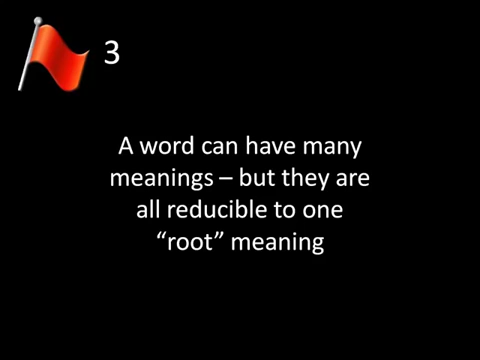 3
A word can have many
meanings – but they are
all reducible to one
“root” meaning